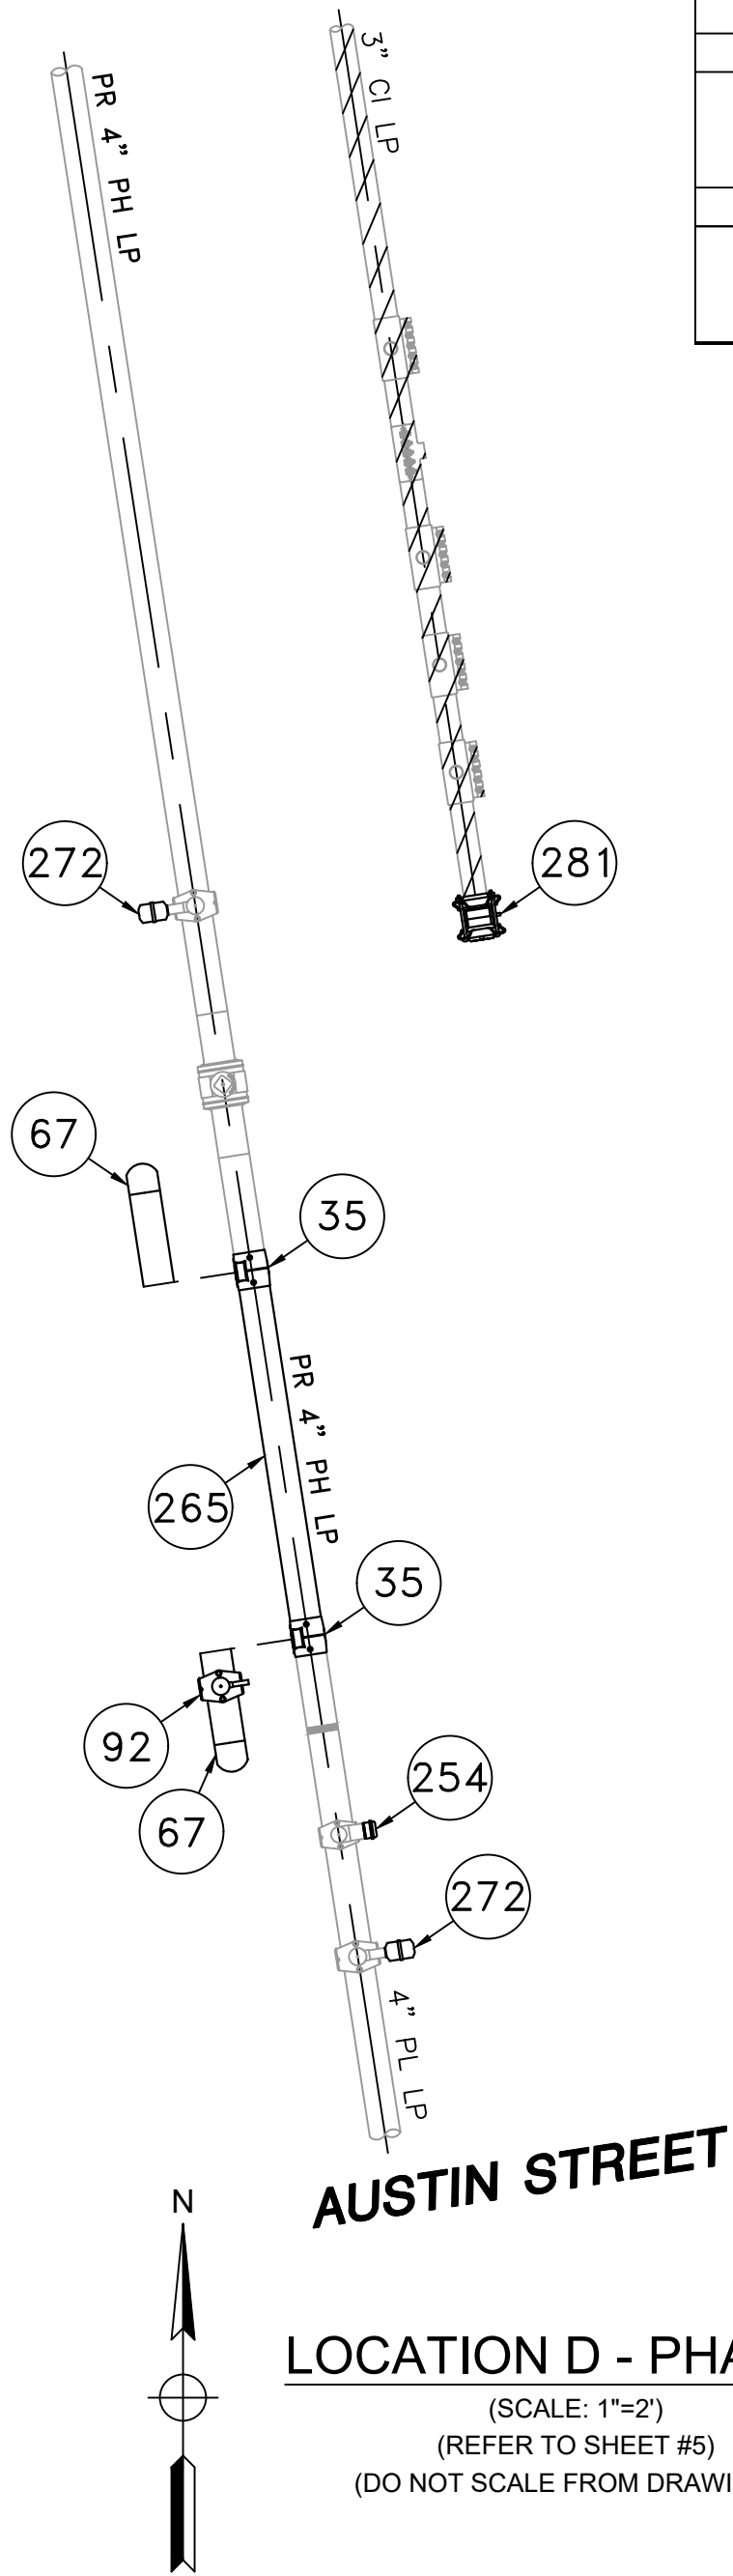 3" CI LP
PR 4" PH LP
272
281
67
35
PR 4" PH LP
265
35
92
254
67
272
4" PL LP
AUSTIN STREET
N
LOCATION D - PHA
(SCALE: 1"=2')
(REFER TO SHEET #5)
(DO NOT SCALE FROM DRAWI